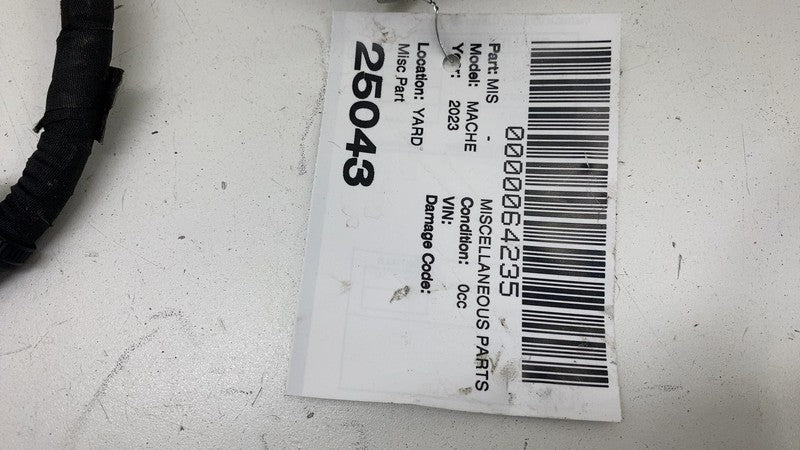 0000064235
Part: MIS - MISCELLANEOUS PARTS
Model: MACHE Condition: 0cc
Year: 2023 VIN:
Location: YARD Damage Code:
Misc Part
25043